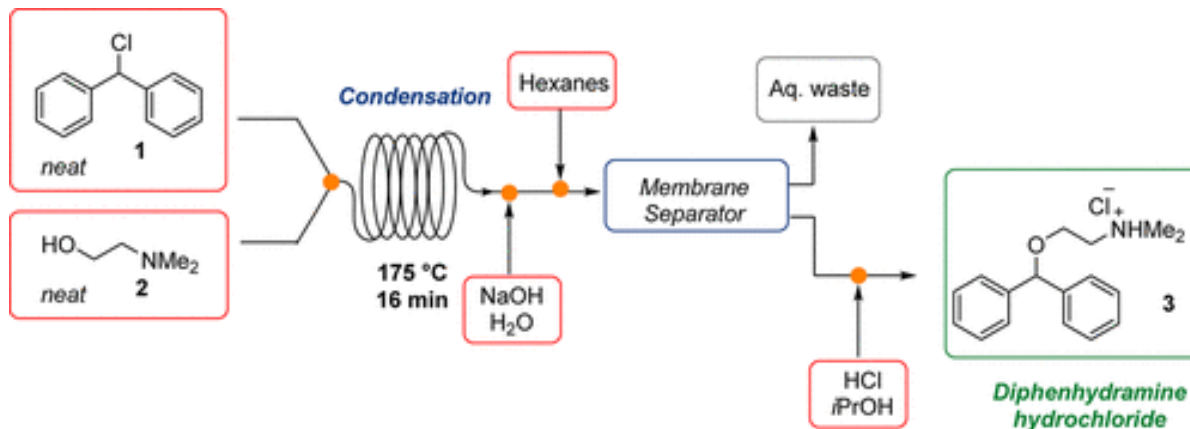 Cl
1
neat
HO
NMe2
2
neat
Condensation
175 °C
16 min
Hexanes
NaOH
H2O
Membrane
Separator
Aq. waste
HCl
iPrOH
Cl−
+
NHMe2
O
3
Diphenhydramine
hydrochloride